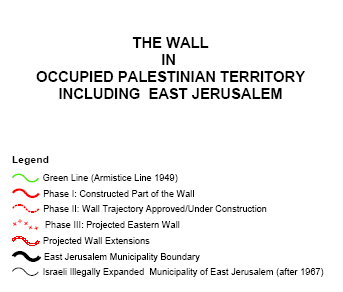 THE WALL
IN
OCCUPIED PALESTINIAN TERRITORY
INCLUDING EAST JERUSALEM
Legend
Green Line (Armistice Line 1949)
Phase I: Constructed Part of the Wall
Phase II: Wall Trajectory Approved/Under Construction
Phase III: Projected Eastern Wall
Projected Wall Extensions
East Jerusalem Municipality Boundary
Israeli Illegally Expanded Municipality of East Jerusalem (after 1967)